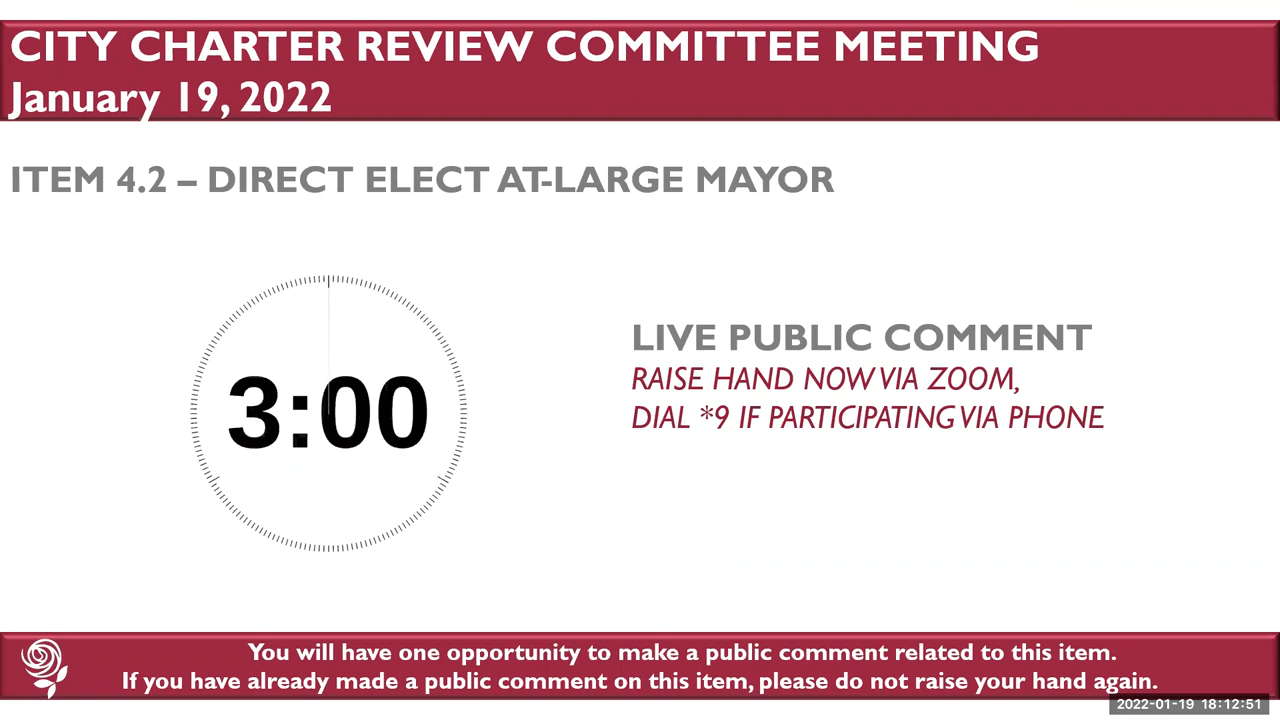 CITY CHARTER REVIEW COMMITTEE MEETING
January 19, 2022
ITEM 4.2 – DIRECT ELECT AT-LARGE MAYOR
3:00
LIVE PUBLIC COMMENT
RAISE HAND NOW VIA ZOOM,
DIAL *9 IF PARTICIPATING VIA PHONE
You will have one opportunity to make a public comment related to this item.
If you have already made a public comment on this item, please do not raise your hand again.
2022-01-19 18:12:51